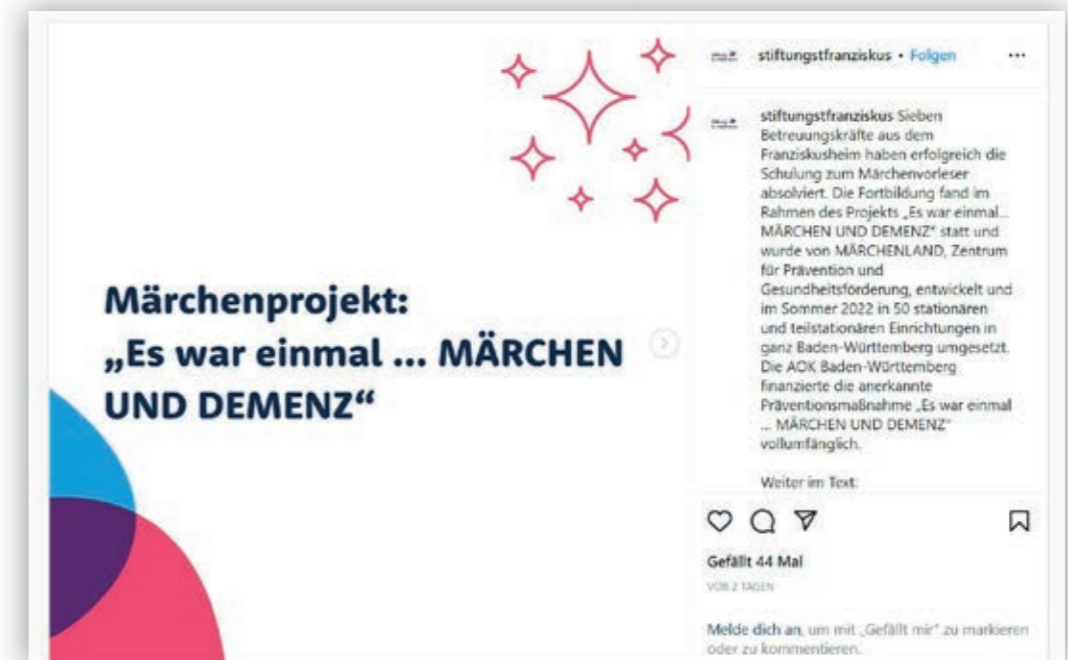 Märchenprojekt:
„Es war einmal ... MÄRCHEN
UND DEMENZ“
stiftungstfranziskus • Folgen
stiftungstfranziskus Sieben
Betreuungskräfte aus dem
Franziskusheim haben erfolgreich die
Schulung zum Märchenvorleser
absolviert. Die Fortbildung fand im
Rahmen des Projekts „Es war einmal...
MÄRCHEN UND DEMENZ“ statt und
wurde von MÄRCHENLAND, Zentrum
für Prävention und
Gesundheitsförderung, entwickelt und
im Sommer 2022 in 50 stationären
und teilstationären Einrichtungen in
ganz Baden-Württemberg umgesetzt.
Die AOK Baden-Württemberg
finanzierte die anerkannte
Präventionsmaßnahme „Es war einmal
... MÄRCHEN UND DEMENZ“
vollumfänglich.
Weiter im Text:
Gefällt 44 Mal
VOR 2 TAGEN
Melde dich an, um mit „Gefällt mir“ zu markieren
oder zu kommentieren.